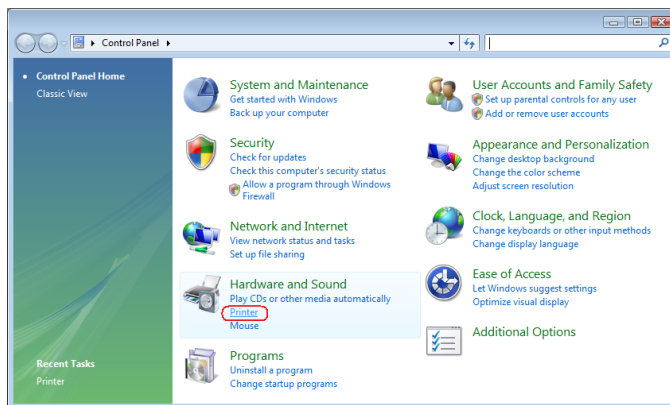 Control Panel
Control Panel Home
Classic View
System and Maintenance
Get started with Windows
Back up your computer
Security
Check for updates
Check this computer's security status
Allow a program through Windows
Firewall
Network and Internet
View network status and tasks
Set up file sharing
Hardware and Sound
Play CDs or other media automatically
Printer
Mouse
Programs
Uninstall a program
Change startup programs
User Accounts and Family Safety
Set up parental controls for any user
Add or remove user accounts
Appearance and Personalization
Change desktop background
Change the color scheme
Adjust screen resolution
Clock, Language, and Region
Change keyboards or other input methods
Change display language
Ease of Access
Let Windows suggest settings
Optimize visual display
Additional Options
Recent Tasks
Printer